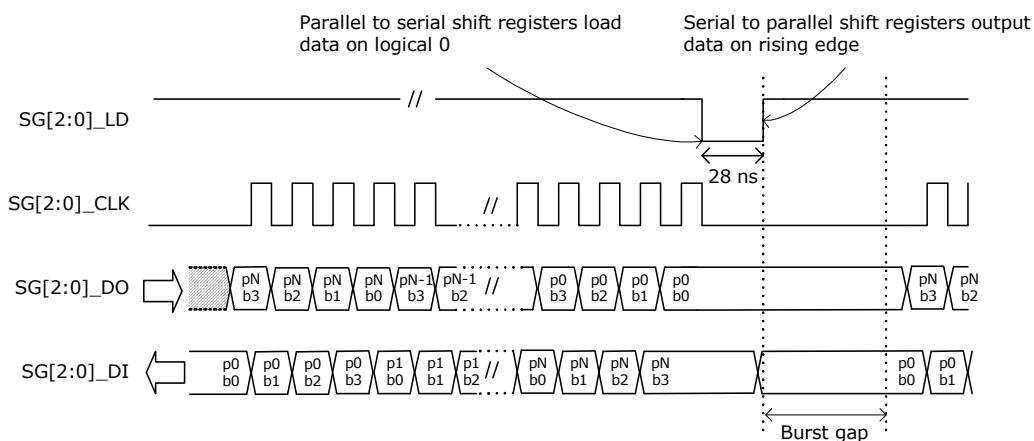 Parallel to serial shift registers load
data on logical 0
Serial to parallel shift registers output
data on rising edge
//
SG[2:0]_LD
28 ns
SG[2:0]_CLK
//
SG[2:0]_DO
pN b3 pN b2 pN b1 pN b0 pN-1 b3 pN-1 b2 // p0 b3 p0 b2 p0 b1 p0 b0 pN b3 pN b2
SG[2:0]_DI
p0 b0 p0 b1 p0 b2 p0 b3 p1 b0 p1 b1 p1 b2 // pN b0 pN b1 pN b2 pN b3 p0 b0 p0 b1
Burst gap